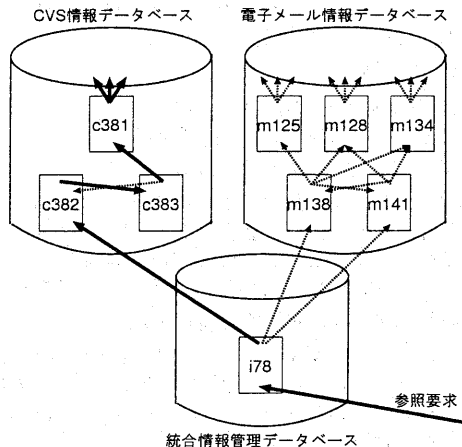 CVS情報データベース
電子メール情報データベース
c381
m125
m128
m134
c382
c383
m138
m141
i78
参照要求
統合情報管理データベース